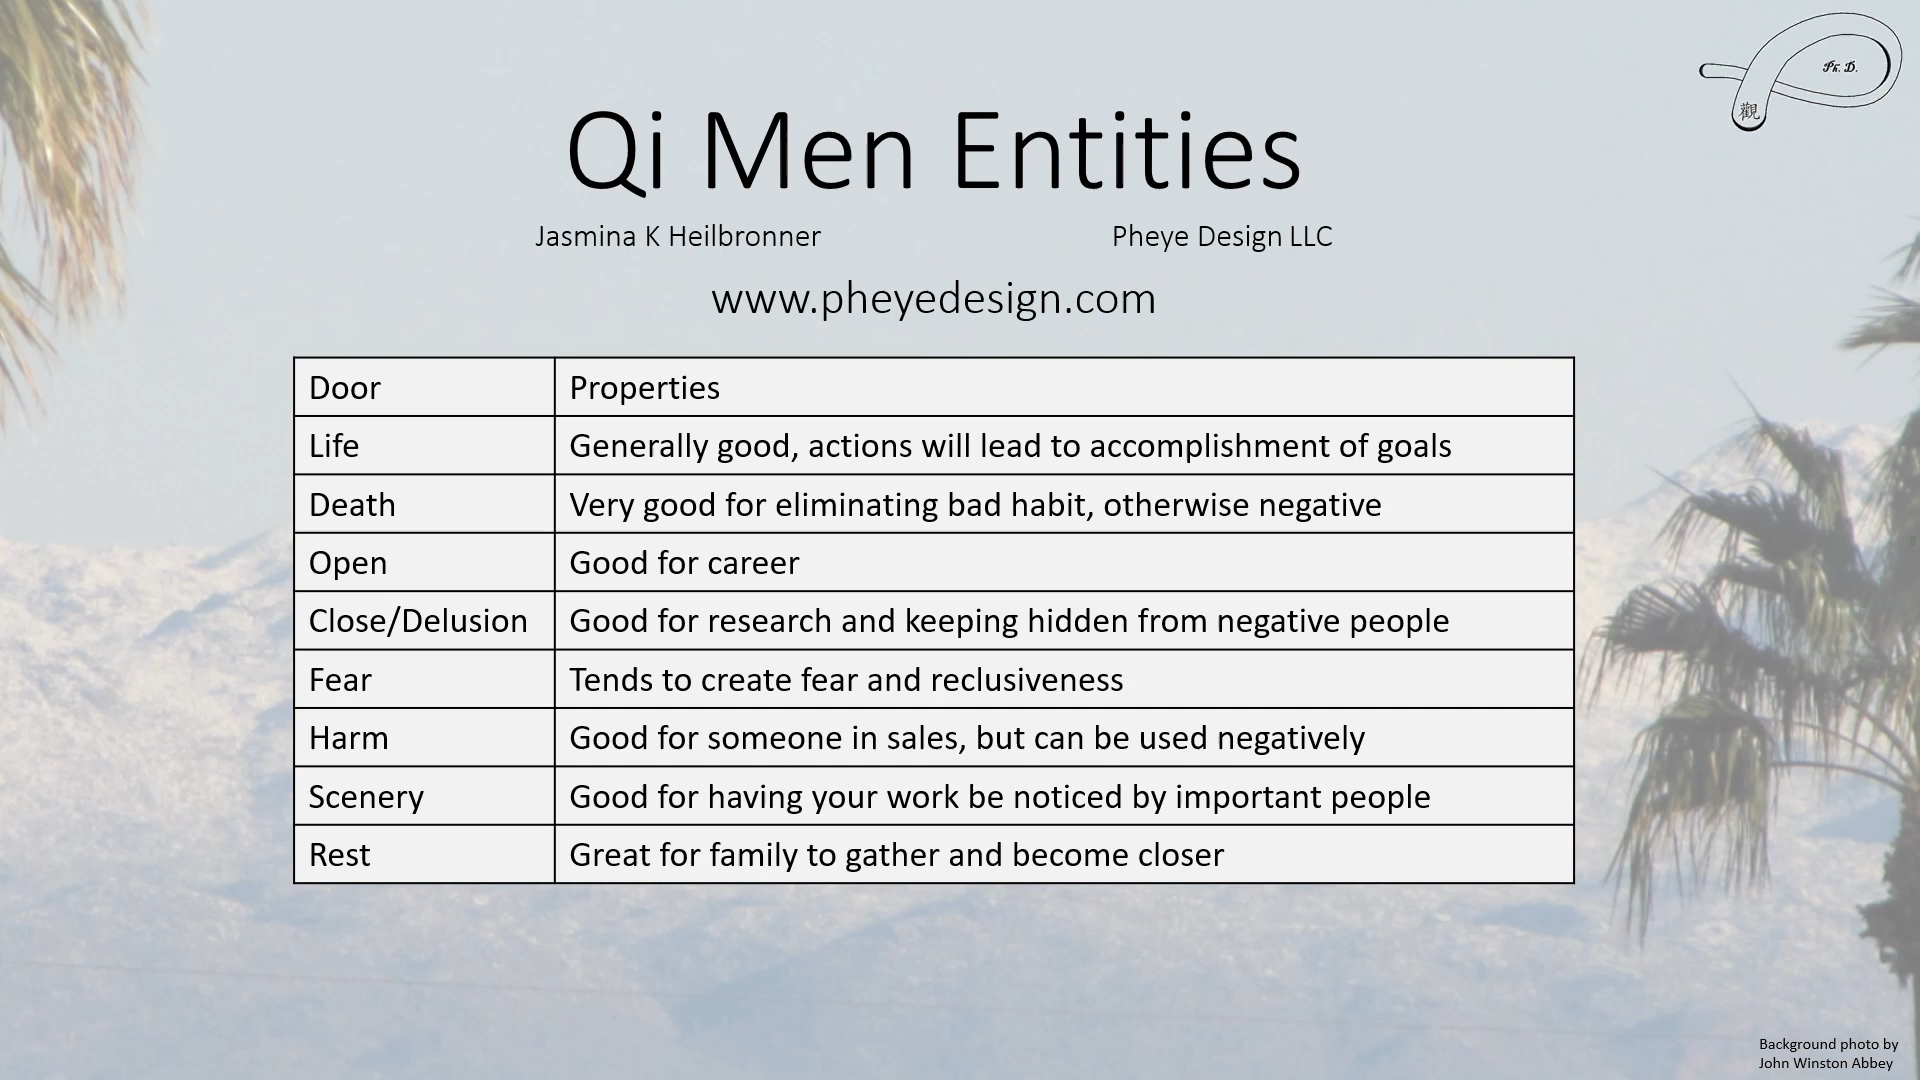 Ph. D.
觀
Qi Men Entities
Jasmina K Heilbronner Pheye Design LLC
www.pheyedesign.com
Door Properties
Life Generally good, actions will lead to accomplishment of goals
Death Very good for eliminating bad habit, otherwise negative
Open Good for career
Close/Delusion Good for research and keeping hidden from negative people
Fear Tends to create fear and reclusiveness
Harm Good for someone in sales, but can be used negatively
Scenery Good for having your work be noticed by important people
Rest Great for family to gather and become closer
Background photo by
John Winston Abbey